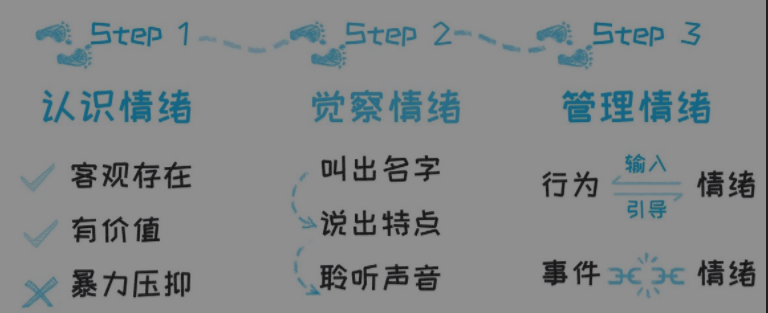 Step 1
Step 2
Step 3
认识情绪
觉察情绪
管理情绪
客观存在
有价值
暴力压抑
叫出名字
说出特点
聆听声音
行为
输入
引导
情绪
事件
情绪